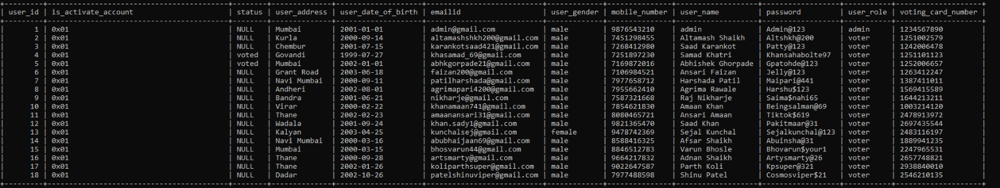 | user_id | is_activate_account | status | user_address | user_date_of_birth | emailid | user_gender | mobile_number | user_name | password | user_role | voting_card_number |
| 1 | 0x01 | NULL | Mumbai | 2001-01-01 | admin@gmail.com | male | 9876543210 | admin | Admin@123 | admin | 1234567890 |
| 2 | 0x01 | NULL | Kurla | 2000-09-14 | altamashshkh200@gmail.com | male | 7451298455 | Altamash Shaikh | Altshkh@200 | voter | 1251002579 |
| 3 | 0x01 | NULL | Chembur | 2001-07-15 | karankotsaad421@gmail.com | male | 7268412980 | Saad Karankot | Patty@123 | voter | 1242006478 |
| 4 | 0x01 | voted | Govandi | 1999-07-27 | khasamad_69@gmail.com | male | 7251897230 | Samad Khatri | Khansahabolte97 | voter | 1251101123 |
| 5 | 0x01 | voted | Mumbai | 2002-01-01 | abhkgorpade21@gmail.com | male | 7169872016 | Abhishek Ghorpade | Gpatohde@123 | voter | 1252006657 |
| 6 | 0x01 | NULL | Grant Road | 2003-06-18 | faizan200@gmail.com | male | 7106984521 | Ansari Faizan | Jelly@123 | voter | 1263412247 |
| 7 | 0x01 | NULL | Navi Mumbai | 2000-09-11 | patilharshada@gmail.com | male | 7977658712 | Harshada Patil | Maipari@441 | voter | 1387411011 |
| 8 | 0x01 | NULL | Andheri | 2002-08-01 | agrimapari4200@gmail.com | male | 7955662410 | Agrima Rawale | Harshu$123 | voter | 1569415589 |
| 9 | 0x01 | NULL | Bandra | 2001-06-21 | nikharje@gmail.com | male | 7587321668 | Raj Nikharje | Saima$nahi65 | voter | 1644213211 |
| 10 | 0x01 | NULL | Virar | 2000-02-22 | khanamaan741@gmail.com | male | 7854621830 | Amaan Khan | Beingsalman@69 | voter | 1003214120 |
| 11 | 0x01 | NULL | Thane | 2002-02-23 | amaanansari31@gmail.com | male | 8080465721 | Ansari Amaan | Tiktok$619 | voter | 2478913972 |
| 12 | 0x01 | NULL | Wadala | 2001-09-24 | khan.sady1@gmail.com | male | 9821365470 | Saad Khan | Pakitmaar@31 | voter | 2697435544 |
| 13 | 0x01 | NULL | Kalyan | 2003-04-25 | kunchalsej@gmail.com | female | 9478742369 | Sejal Kunchal | Sejalkunchal@123 | voter | 2483116197 |
| 14 | 0x01 | NULL | Navi Mumbai | 2000-03-16 | abubhaijaan69@gmail.com | male | 8588416325 | Afsar Shaikh | Abuinsha@31 | voter | 1889941235 |
| 15 | 0x01 | NULL | Mumbai | 2000-03-15 | bhosvarun44@gmail.com | male | 8846512783 | Varun Bhosle | Bhovarun$your1 | voter | 2247965531 |
| 16 | 0x01 | NULL | Thane | 2000-09-28 | artsmarty@gmail.com | male | 9664217832 | Adnan Shaikh | Artysmarty@26 | voter | 2657748821 |
| 17 | 0x01 | NULL | Thane | 2002-01-26 | koliparthsuper@gmail.com | male | 9022647587 | Parth Koli | Kpsuper@321 | voter | 2938840010 |
| 18 | 0x01 | NULL | Dadar | 2002-10-26 | patelshinuviper@gmail.com | male | 7977488598 | Shinu Patel | Cosmosviper$21 | voter | 2546210135 |